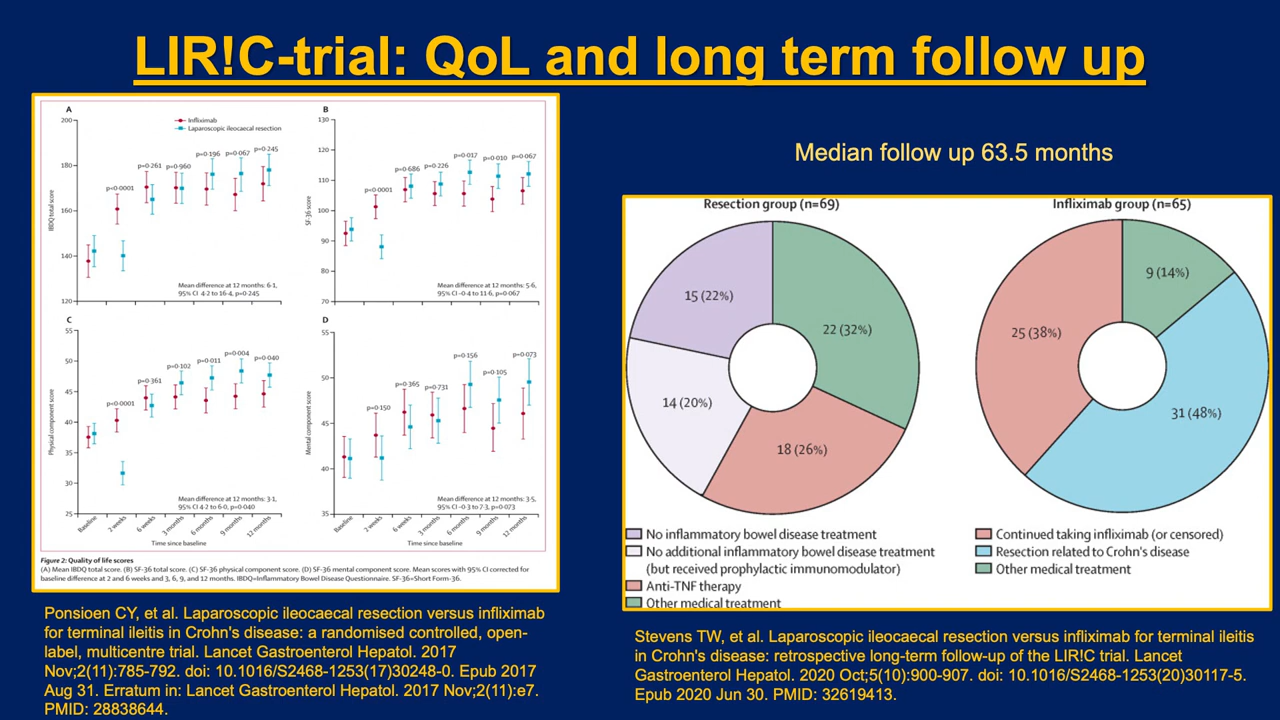 LIR!C-trial: QoL and long term follow up
A
Infliximab
Laparoscopic ileocaecal resection
200
180
160
140
120
IBDQ total score
p<0·0001
p=0·261
p=0·960
p=0·196
p=0·067
p=0·245
Mean difference at 12 months: 6·1,
95% CI 4·2 to 16·4, p=0·245
B
130
120
110
100
90
80
70
SF-36 total score
p<0·0001
p=0·686
p=0·226
p=0·017
p=0·010
p=0·067
Mean difference at 12 months: 5·6,
95% CI -0·4 to 11·6, p=0·067
C
55
50
45
40
35
30
25
Physical component score
p<0·0001
p=0·361
p=0·102
p=0·011
p=0·004
p=0·040
Mean difference at 12 months: 3·1,
95% CI 4·2 to 6·0, p=0·040
Baseline
2 weeks
6 weeks
3 months
6 months
9 months
12 months
Time since baseline
D
55
50
45
40
35
Mental component score
p=0·150
p=0·365
p=0·731
p=0·156
p=0·105
p=0·073
Mean difference at 12 months: 3·5,
95% CI -0·3 to 7·3, p=0·073
Baseline
2 weeks
6 weeks
3 months
6 months
9 months
12 months
Time since baseline
Figure 2: Quality of life scores
(A) Mean IBDQ total score. (B) SF-36 total score. (C) SF-36 physical component score. (D) SF-36 mental component score. Mean scores with 95% CI corrected for
baseline difference at 2 and 6 weeks and 3, 6, 9, and 12 months. IBDQ=Inflammatory Bowel Disease Questionnaire. SF-36=Short Form-36.
Ponsioen CY, et al. Laparoscopic ileocaecal resection versus infliximab
for terminal ileitis in Crohn's disease: a randomised controlled, open-
label, multicentre trial. Lancet Gastroenterol Hepatol. 2017
Nov;2(11):785-792. doi: 10.1016/S2468-1253(17)30248-0. Epub 2017
Aug 31. Erratum in: Lancet Gastroenterol Hepatol. 2017 Nov;2(11):e7.
PMID: 28838644.
Median follow up 63.5 months
Resection group (n=69)
15 (22%)
22 (32%)
14 (20%)
18 (26%)
No inflammatory bowel disease treatment
No additional inflammatory bowel disease treatment
(but received prophylactic immunomodulator)
Anti-TNF therapy
Other medical treatment
Infliximab group (n=65)
9 (14%)
25 (38%)
31 (48%)
Continued taking infliximab (or censored)
Resection related to Crohn's disease
Other medical treatment
Stevens TW, et al. Laparoscopic ileocaecal resection versus infliximab for terminal ileitis
in Crohn's disease: retrospective long-term follow-up of the LIR!C trial. Lancet
Gastroenterol Hepatol. 2020 Oct;5(10):900-907. doi: 10.1016/S2468-1253(20)30117-5.
Epub 2020 Jun 30. PMID: 32619413.